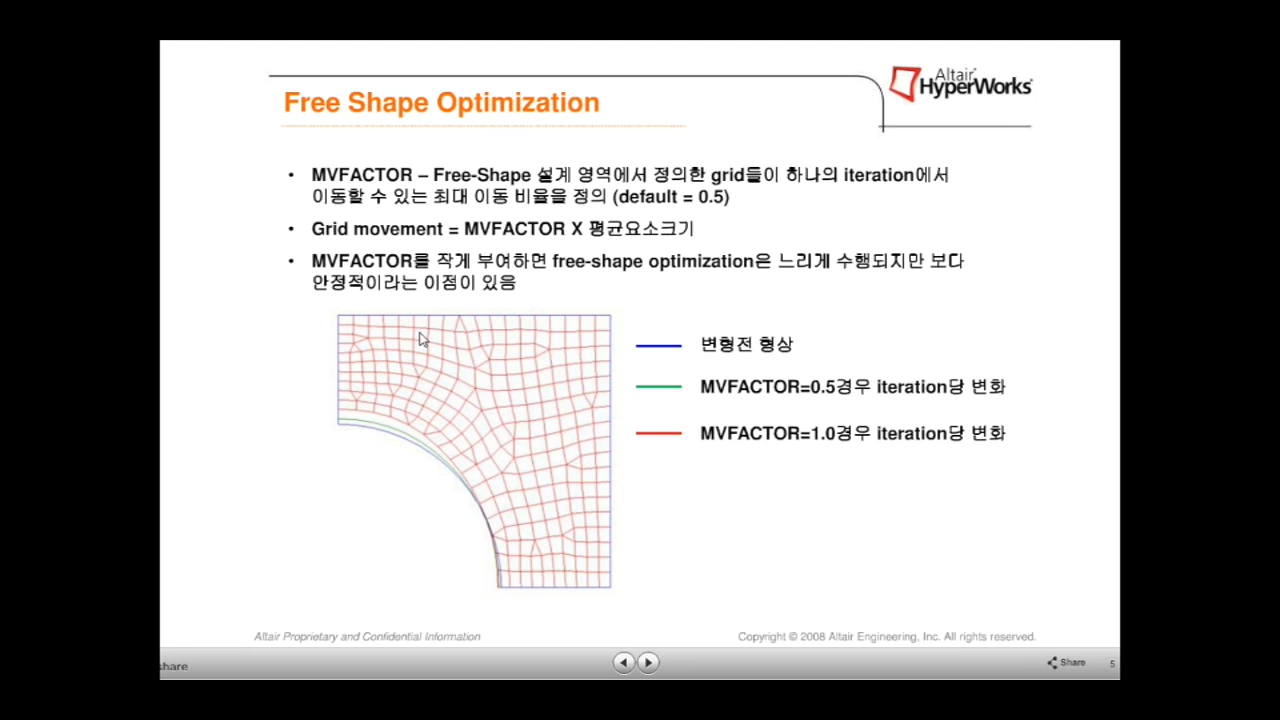 Altair
HyperWorks
Free Shape Optimization
• MVFACTOR – Free-Shape 설계 영역에서 정의한 grid들이 하나의 iteration에서
이동할 수 있는 최대 이동 비율을 정의 (default = 0.5)
• Grid movement = MVFACTOR X 평균요소크기
• MVFACTOR를 작게 부여하면 free-shape optimization은 느리게 수행되지만 보다
안정적이라는 이점이 있음
변형전 형상
MVFACTOR=0.5경우 iteration당 변화
MVFACTOR=1.0경우 iteration당 변화
Altair Proprietary and Confidential Information
Copyright © 2008 Altair Engineering, Inc. All rights reserved.
share
Share
5